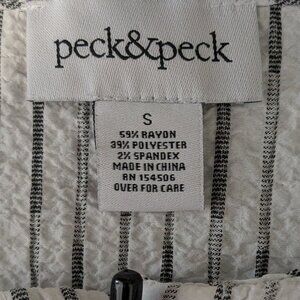 peck&peck
S
59% RAYON
39% POLYESTER
2% SPANDEX
MADE IN CHINA
RN 154506
OVER FOR CARE